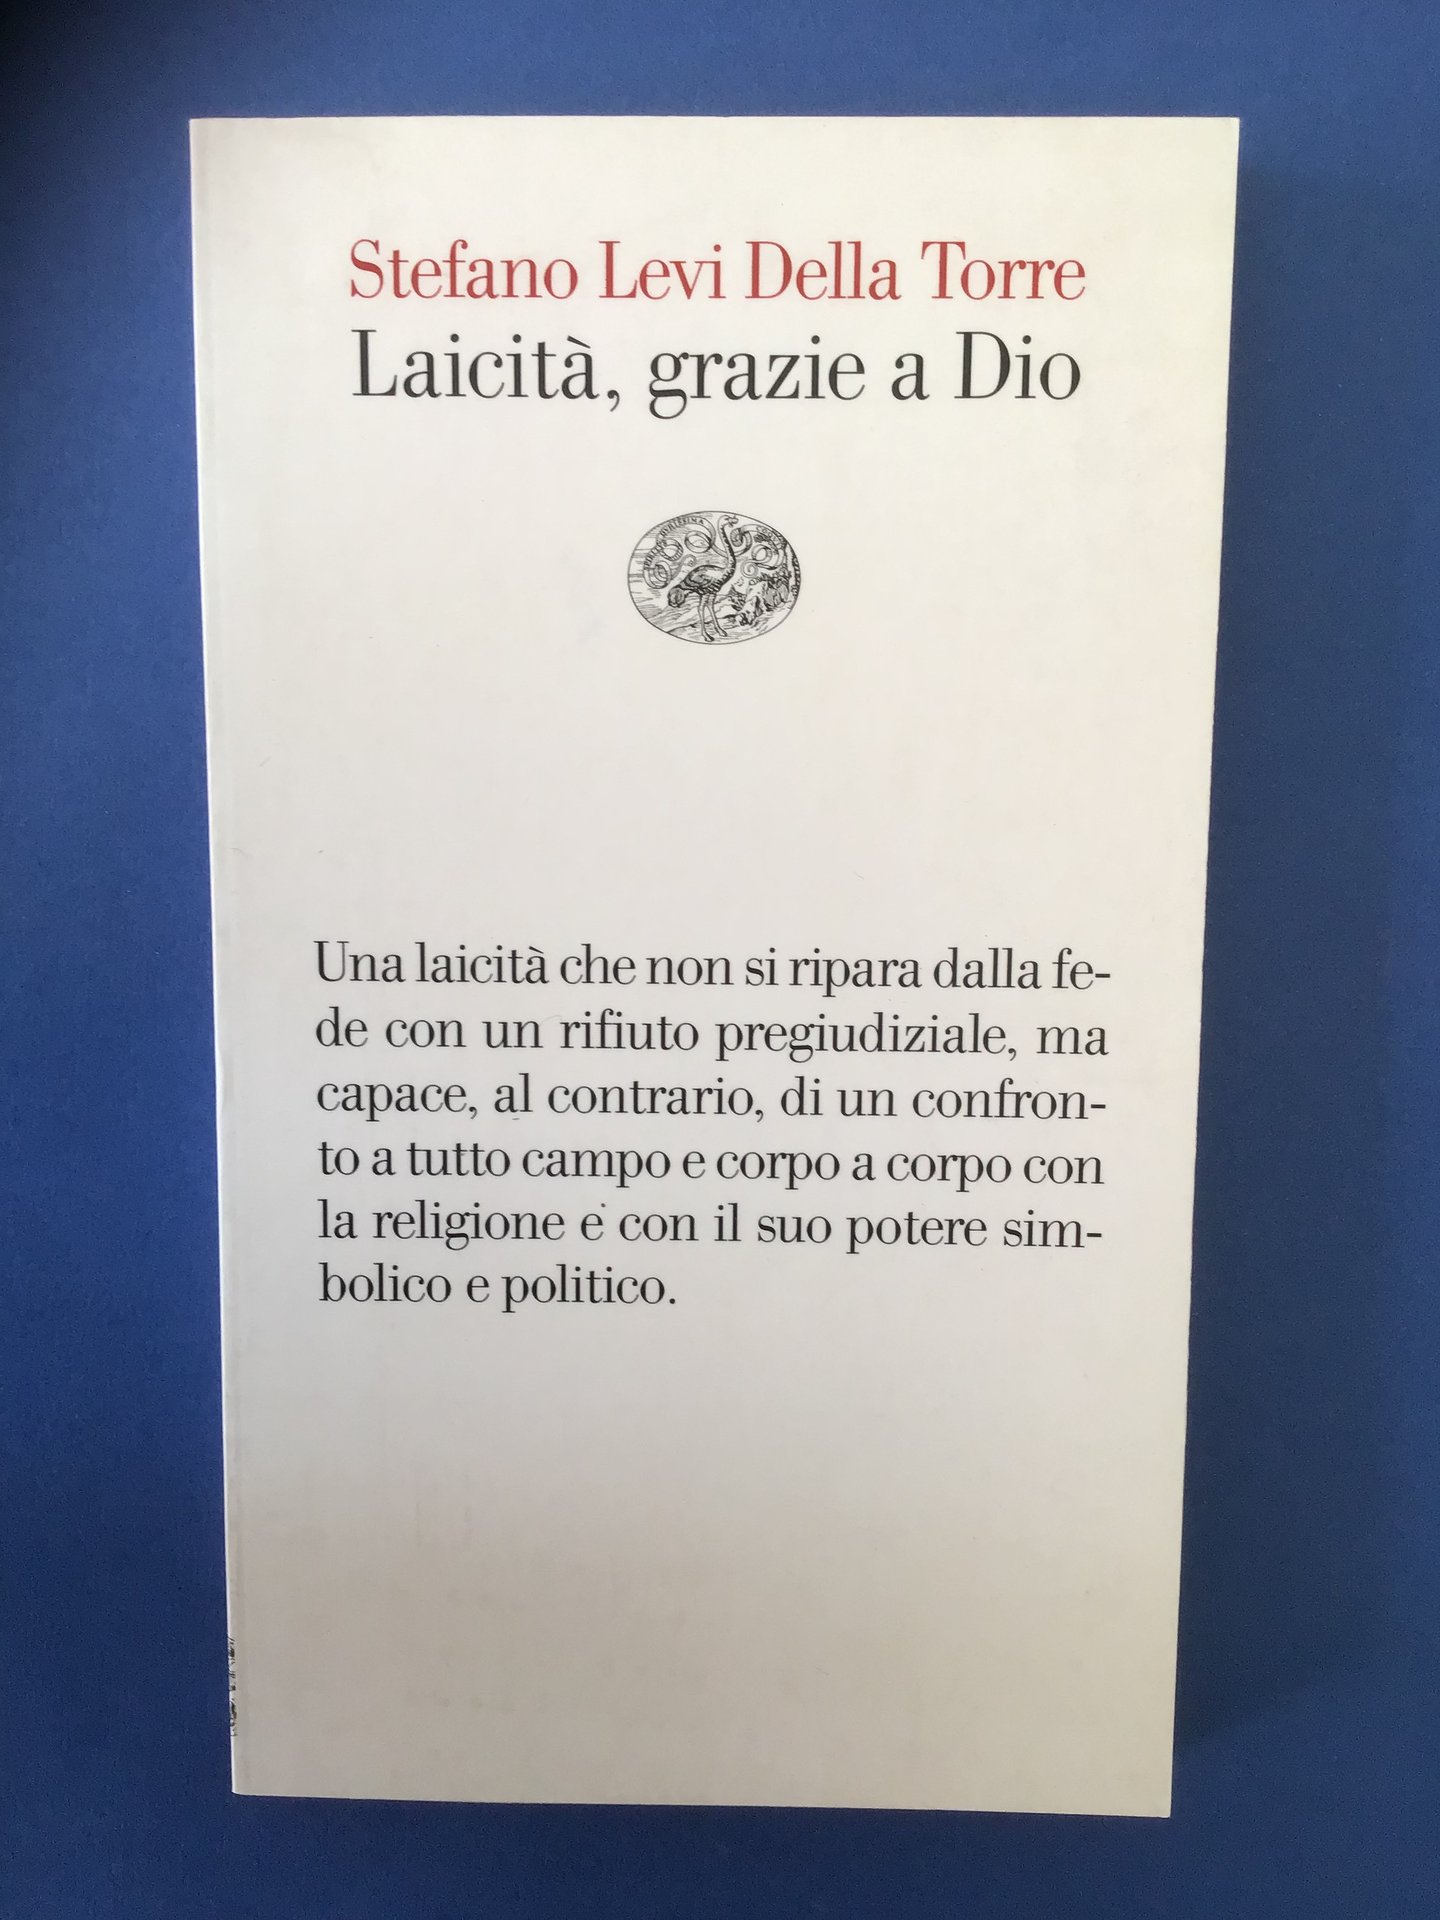 Stefano Levi Della Torre
Laicità, grazie a Dio
Una laicità che non si ripara dalla fe-
de con un rifiuto pregiudiziale, ma
capace, al contrario, di un confron-
to a tutto campo e corpo a corpo con
la religione e con il suo potere sim-
bolico e politico.